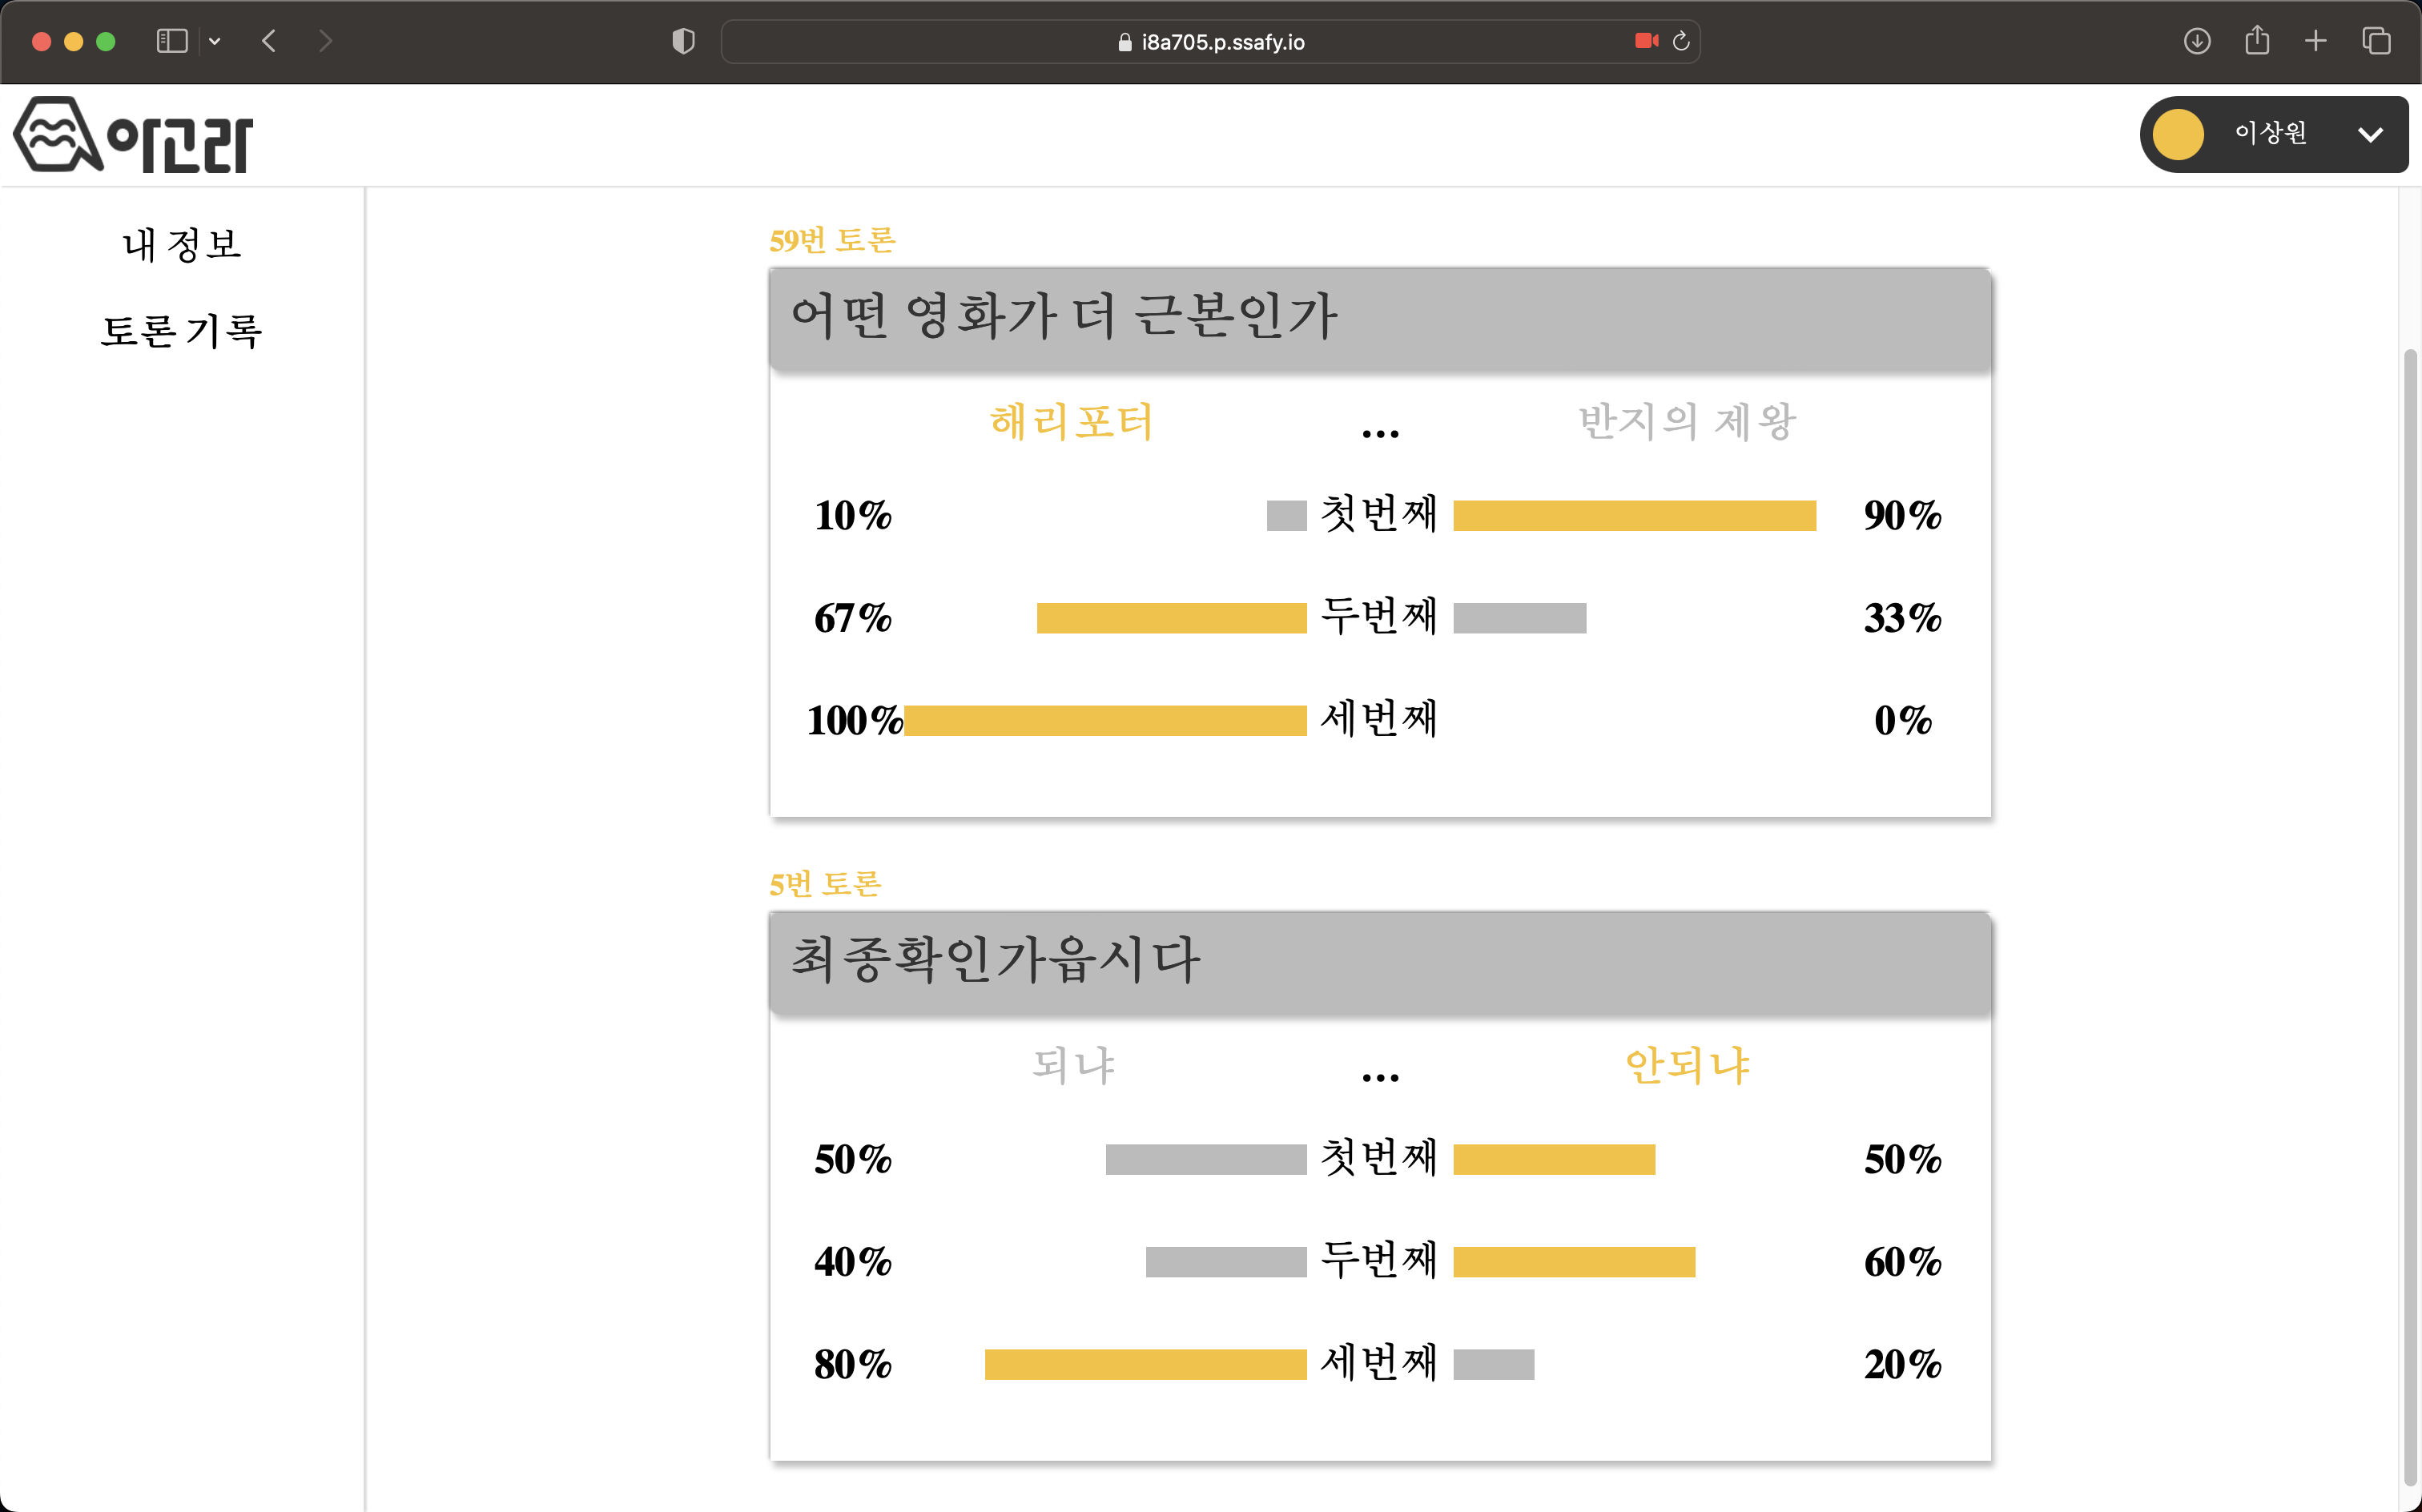 i8a705.p.ssafy.io
아고라
이상원
내 정보
토론 기록
59번 토론
어떤 영화가 더 근본인가
해리포터 ... 반지의 제왕
10% 첫번째 90%
67% 두번째 33%
100% 세번째 0%
5번 토론
최종확인가읍시다
되냐 ... 안되냐
50% 첫번째 50%
40% 두번째 60%
80% 세번째 20%